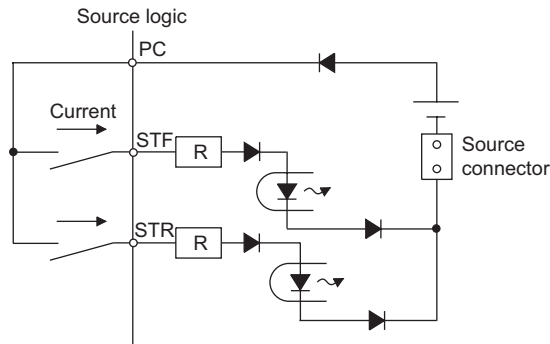 Source logic
PC
Current
STF
R
Source
connector
STR
R